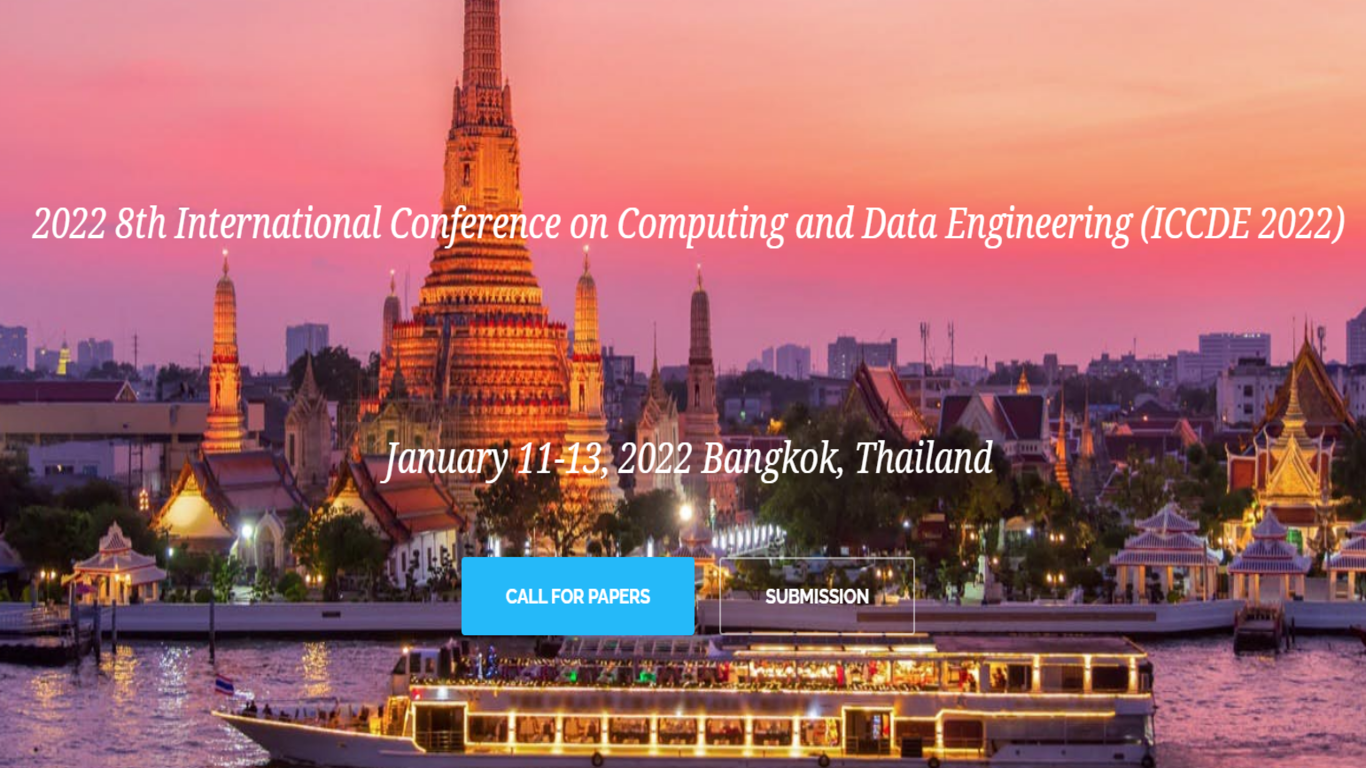 2022 8th International Conference on Computing and Data Engineering (ICCDE 2022)
January 11-13, 2022 Bangkok, Thailand
CALL FOR PAPERS
SUBMISSION